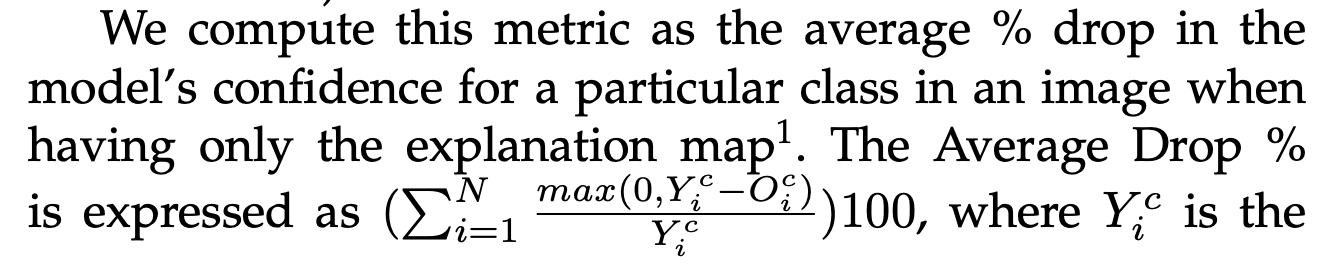 We compute this metric as the average % drop in the
model’s confidence for a particular class in an image when
having only the explanation map¹. The Average Drop %
is expressed as $(\sum_{i=1}^{N} \frac{max(0,Y_i^c-O_i^c)}{Y_i^c})100$, where $Y_i^c$ is the